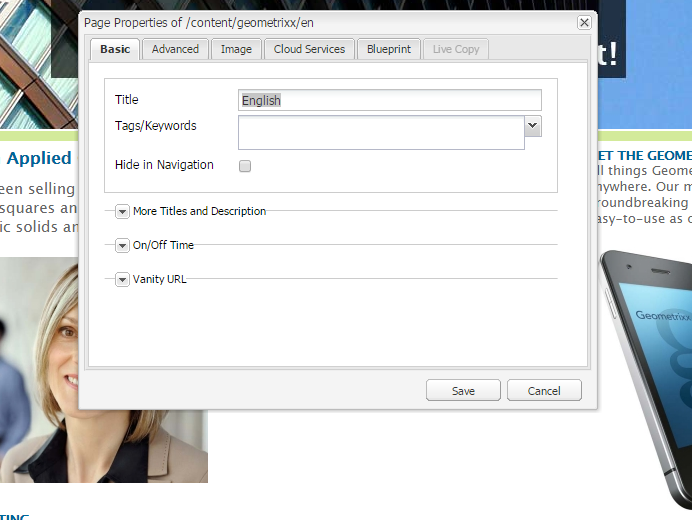 Page Properties of /content/geometrixx/en
t!
Basic Advanced Image Cloud Services Blueprint Live Copy
Title English
Tags/Keywords
Hide in Navigation
More Titles and Description
On/Off Time
Vanity URL
Save Cancel
Applied
een selling
squares an
ic solids an
ET THE GEOME
ll things Geome
nywhere. Our m
roundbreaking
asy-to-use as o
Geometrixx
TING